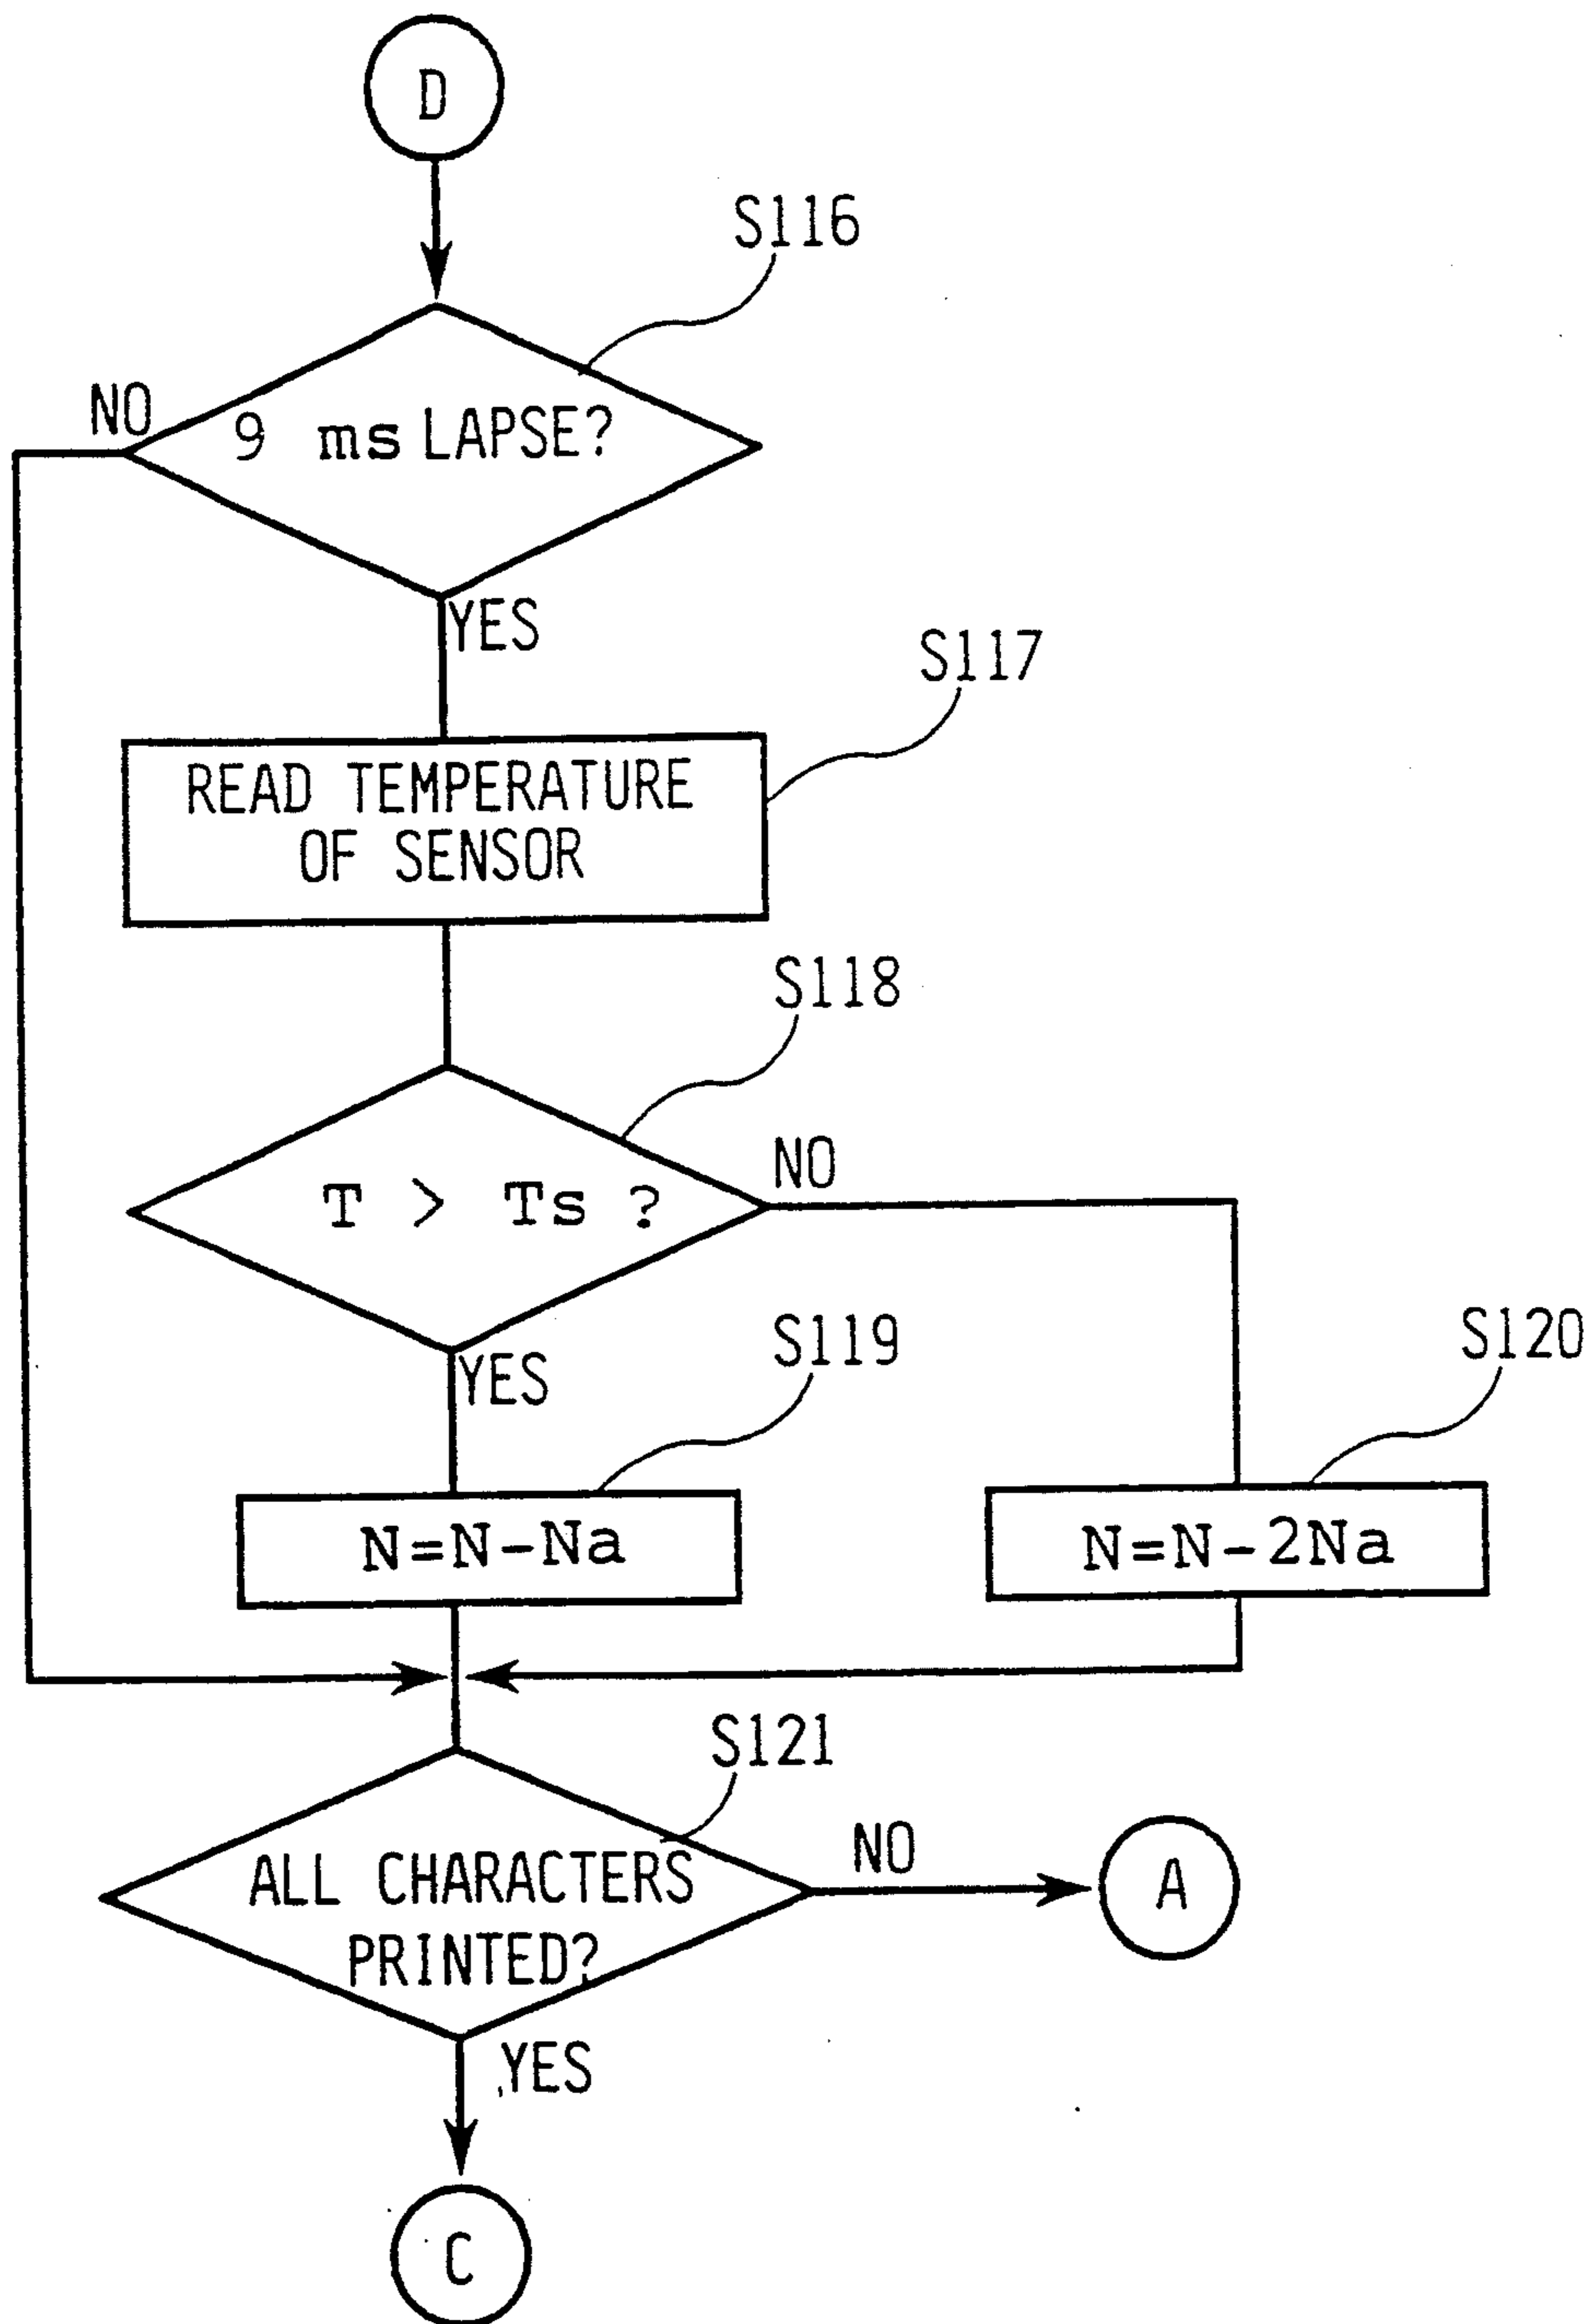 D
S116
NO
9 ms LAPSE?
YES
S117
READ TEMPERATURE
OF SENSOR
S118
NO
T > Ts ?
YES
S119
S120
N=N-Na
N=N-2Na
S121
NO
ALL CHARACTERS
PRINTED?
A
YES
C